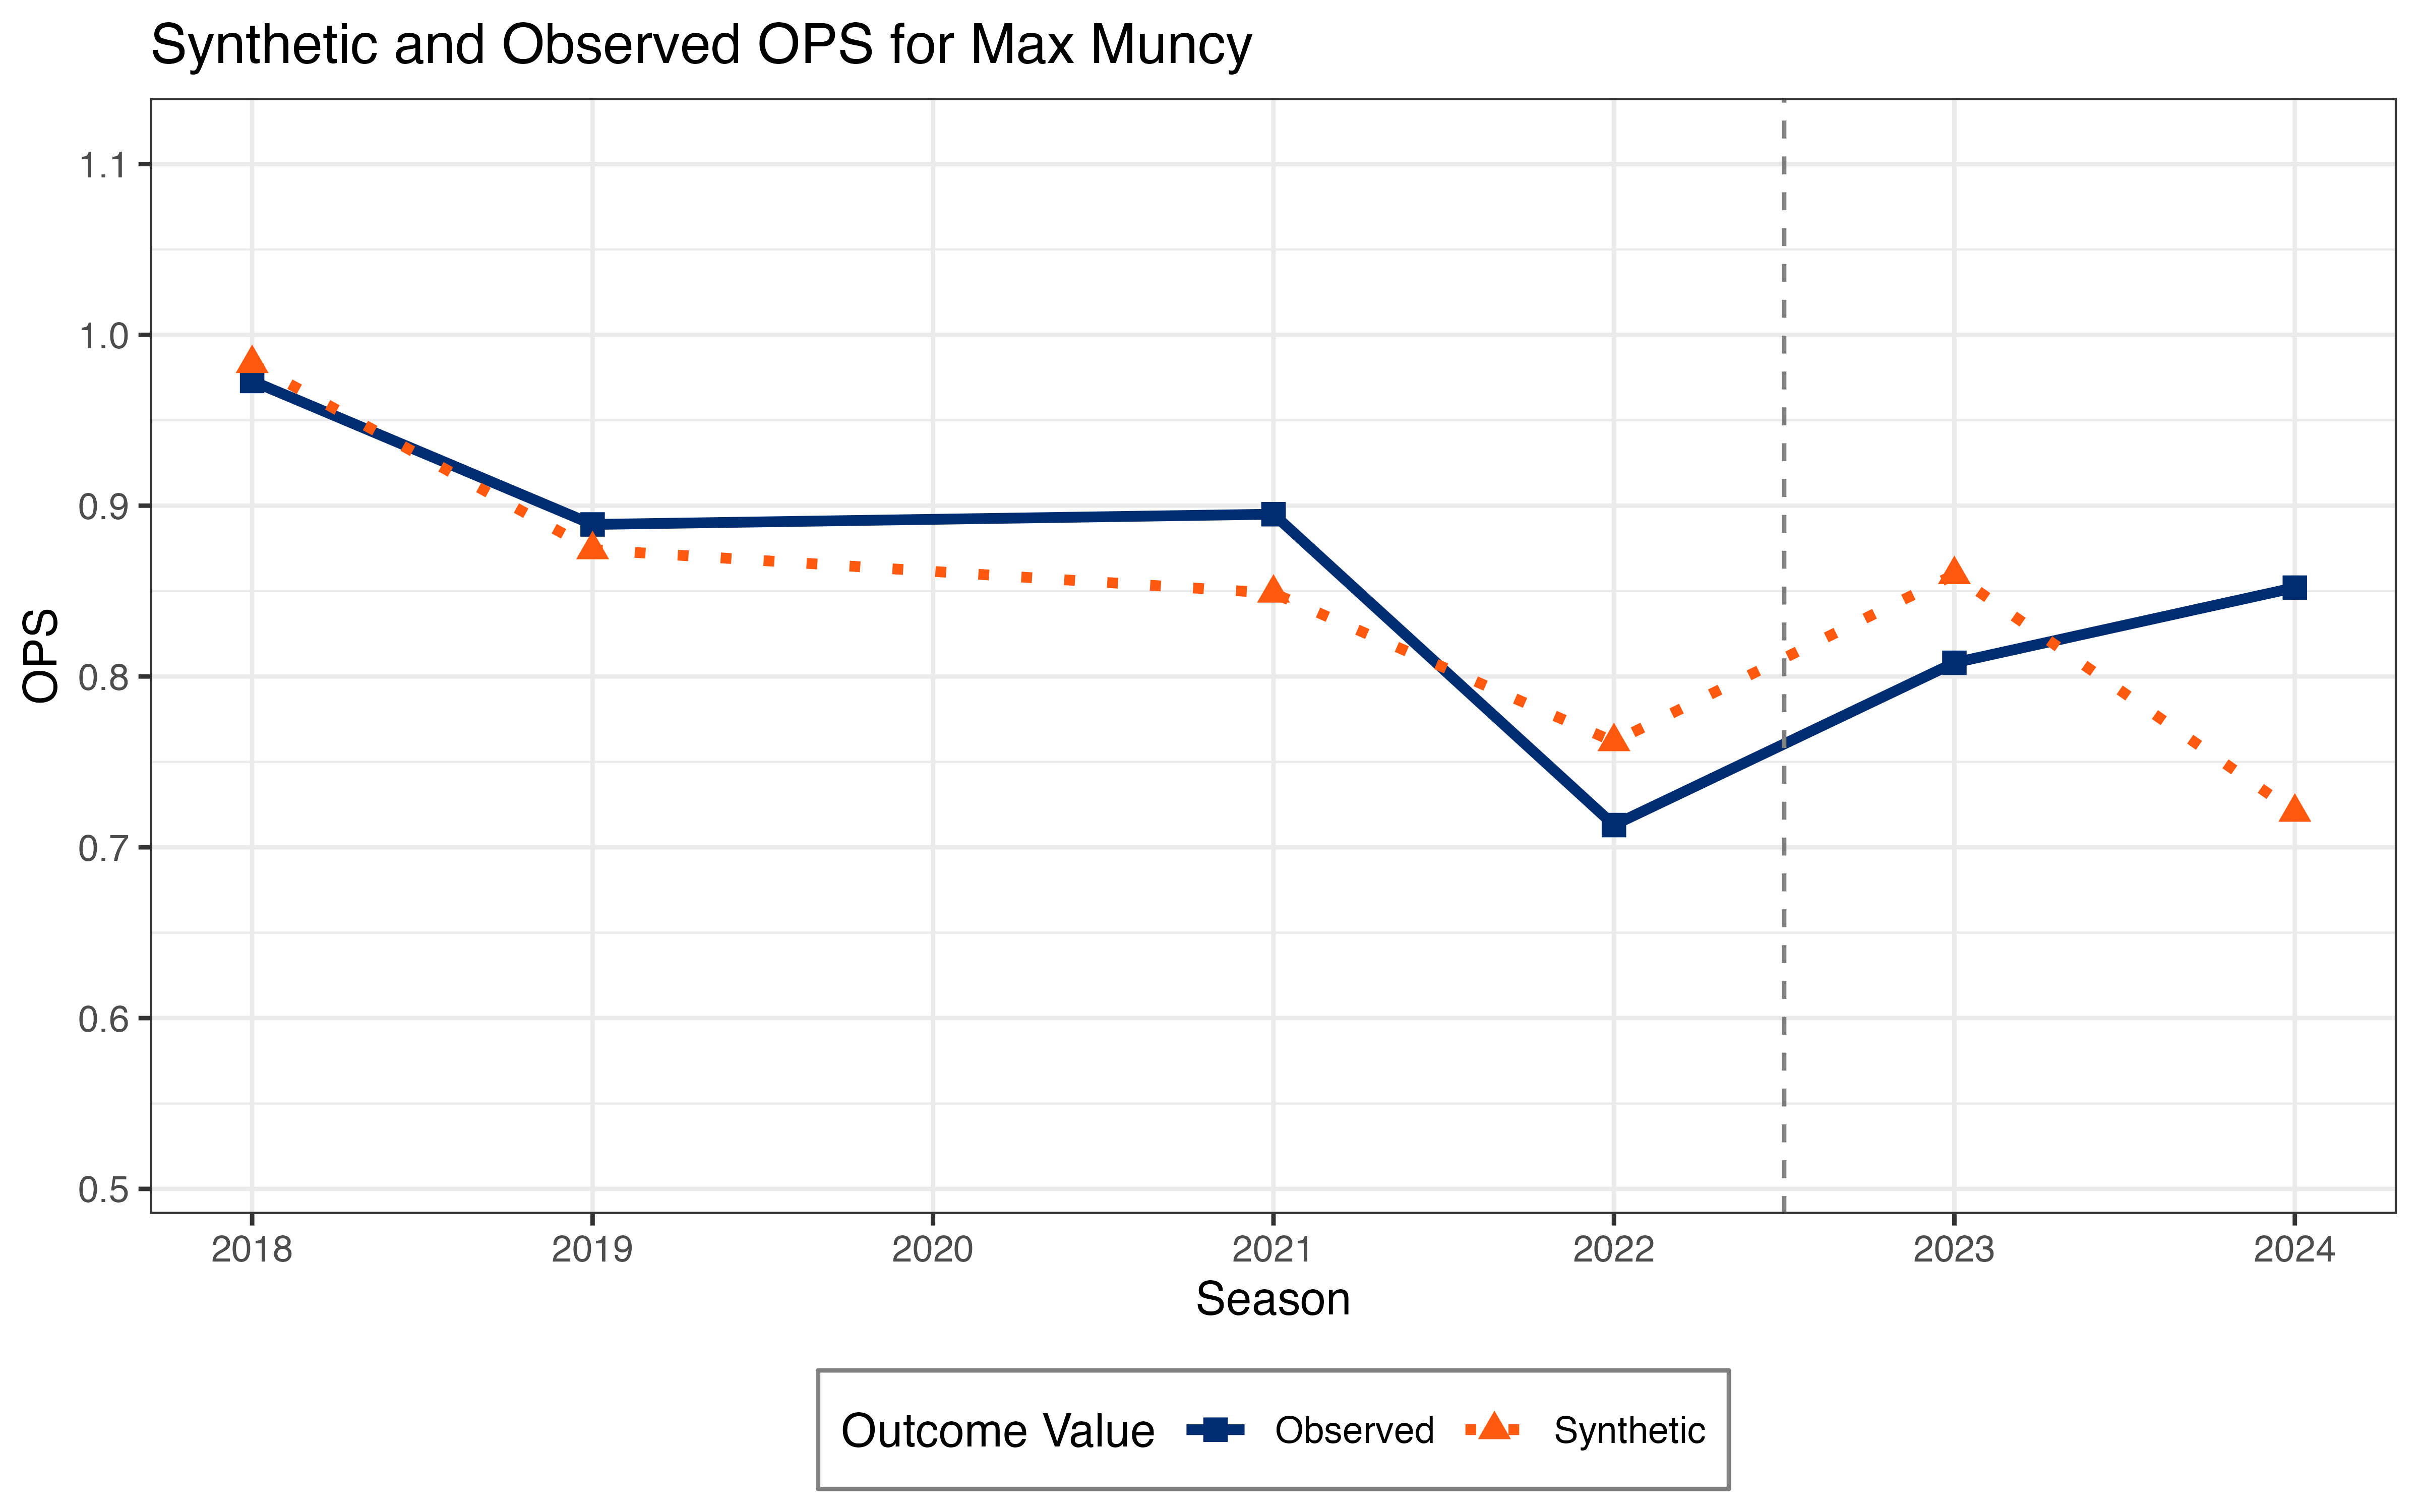 Synthetic and Observed OPS for Max Muncy
1.1
1.0
0.9
0.8
0.7
0.6
0.5
OPS
2018 2019 2020 2021 2022 2023 2024
Season
Outcome Value Observed Synthetic